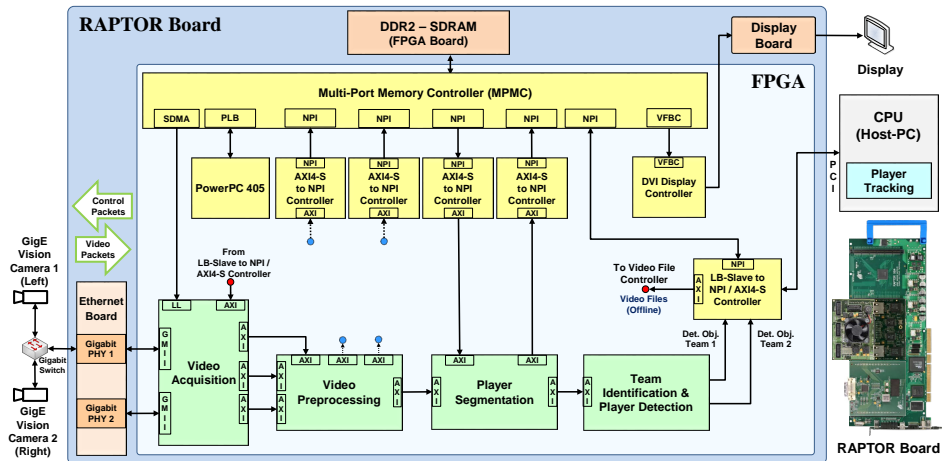 RAPTOR Board
DDR2 – SDRAM
(FPGA Board)
Display
Board
Display
FPGA
Multi-Port Memory Controller (MPMC)
SDMA
PLB
NPI
NPI
NPI
NPI
NPI
VFBC
CPU
(Host-PC)
Player
Tracking
PCI
PowerPC 405
NPI
AXI4-S
to NPI
Controller
AXI
NPI
AXI4-S
to NPI
Controller
AXI
NPI
AXI4-S
to NPI
Controller
AXI
NPI
AXI4-S
to NPI
Controller
AXI
VFBC
DVI Display
Controller
Control
Packets
Video
Packets
GigE
Vision
Camera 1
(Left)
From
LB-Slave to NPI /
AXI4-S Controller
To Video File
Controller
Video Files
(Offline)
NPI
AXI
LB-Slave to
NPI / AXI4-S
Controller
Det. Obj.
Team 1
Det. Obj.
Team 2
Ethernet
Board
Gigabit
PHY 1
Gigabit
Switch
Gigabit
PHY 2
GigE
Vision
Camera 2
(Right)
LL
AXI
GMII
GMII
Video
Acquisition
AXI
AXI
AXI
AXI
AXI
AXI
AXI
AXI
Video
Preprocessing
AXI
AXI
AXI
AXI
Player
Segmentation
AXI
AXI
Team
Identification &
Player Detection
RAPTOR Board